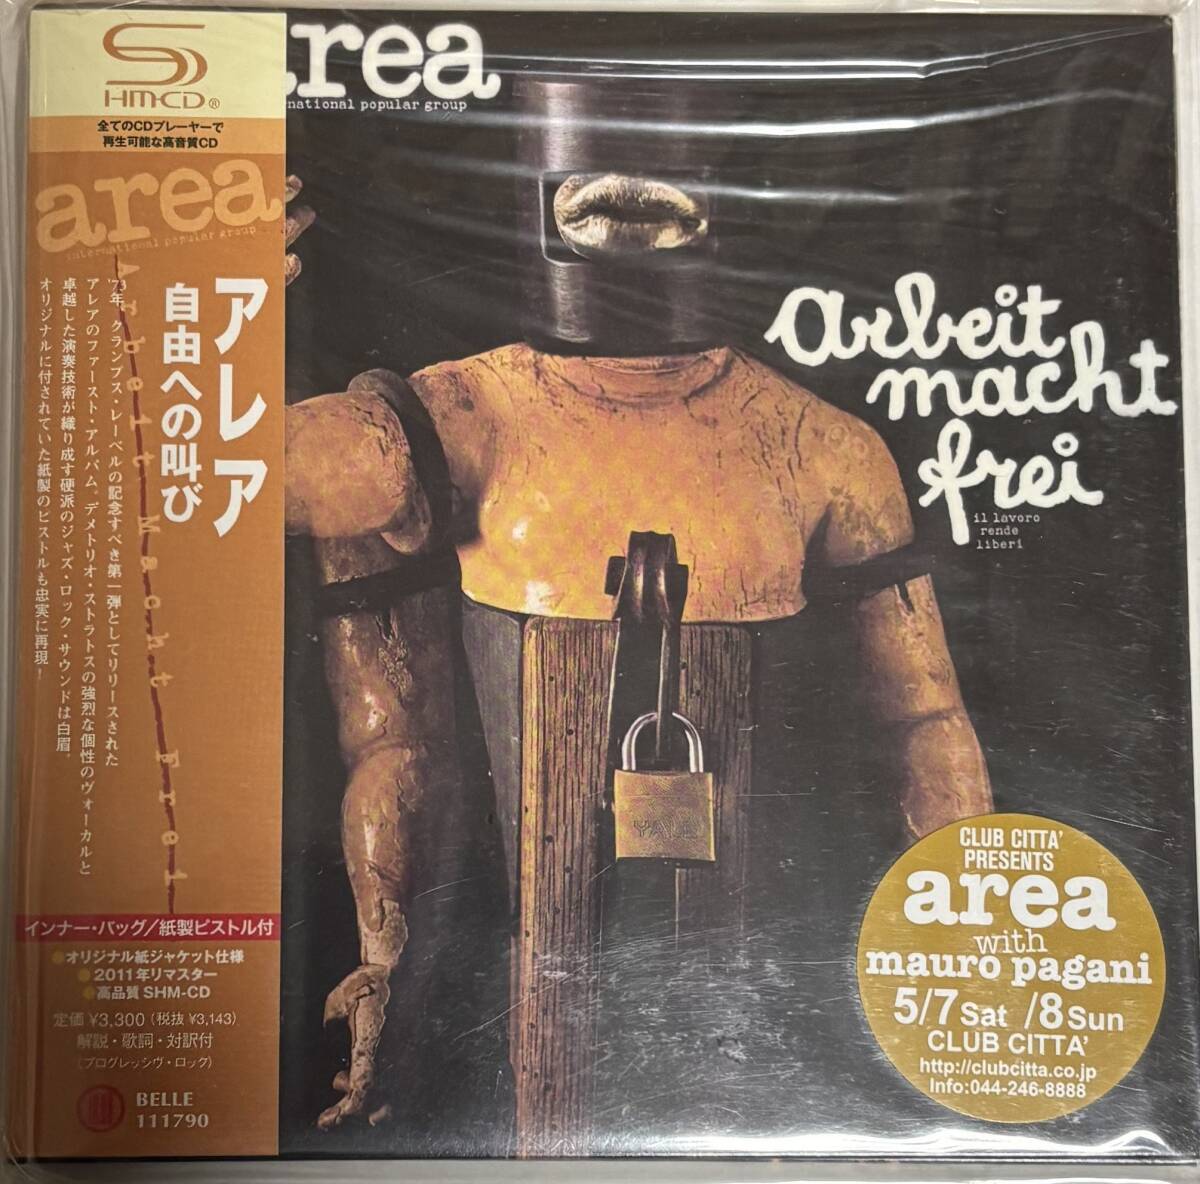 HM-CD®
全てのCDプレーヤーで
再生可能な高音質CD
area
international popular group
Arbeit Macht Frei
アレア
自由への叫び
'73年、クランプス・レーベルの記念すべき第一弾としてリリースされた
アレアのファースト・アルバム。デメトリオ・ストラトスの強烈な個性のヴォーカルと
卓越した演奏技術が織り成す硬派のジャズ・ロック・サウンドは白眉。
オリジナルに付されていた紙製のピストルも忠実に再現!
インナー・バッグ/紙製ピストル付
オリジナル紙ジャケット仕様
2011年リマスター
高品質 SHM-CD
定価 ¥3,300 (税抜 ¥3,143)
解説・歌詞・対訳付
(プログレッシヴ・ロック)
BELLE
111790
rea
national popular group
arbeit
macht
frei
il lavoro
rende
liberi
YALE
CLUB CITTA'
PRESENTS
area
with
mauro pagani
5/7 Sat /8 Sun
CLUB CITTA'
http://clubcitta.co.jp
Info:044-246-8888